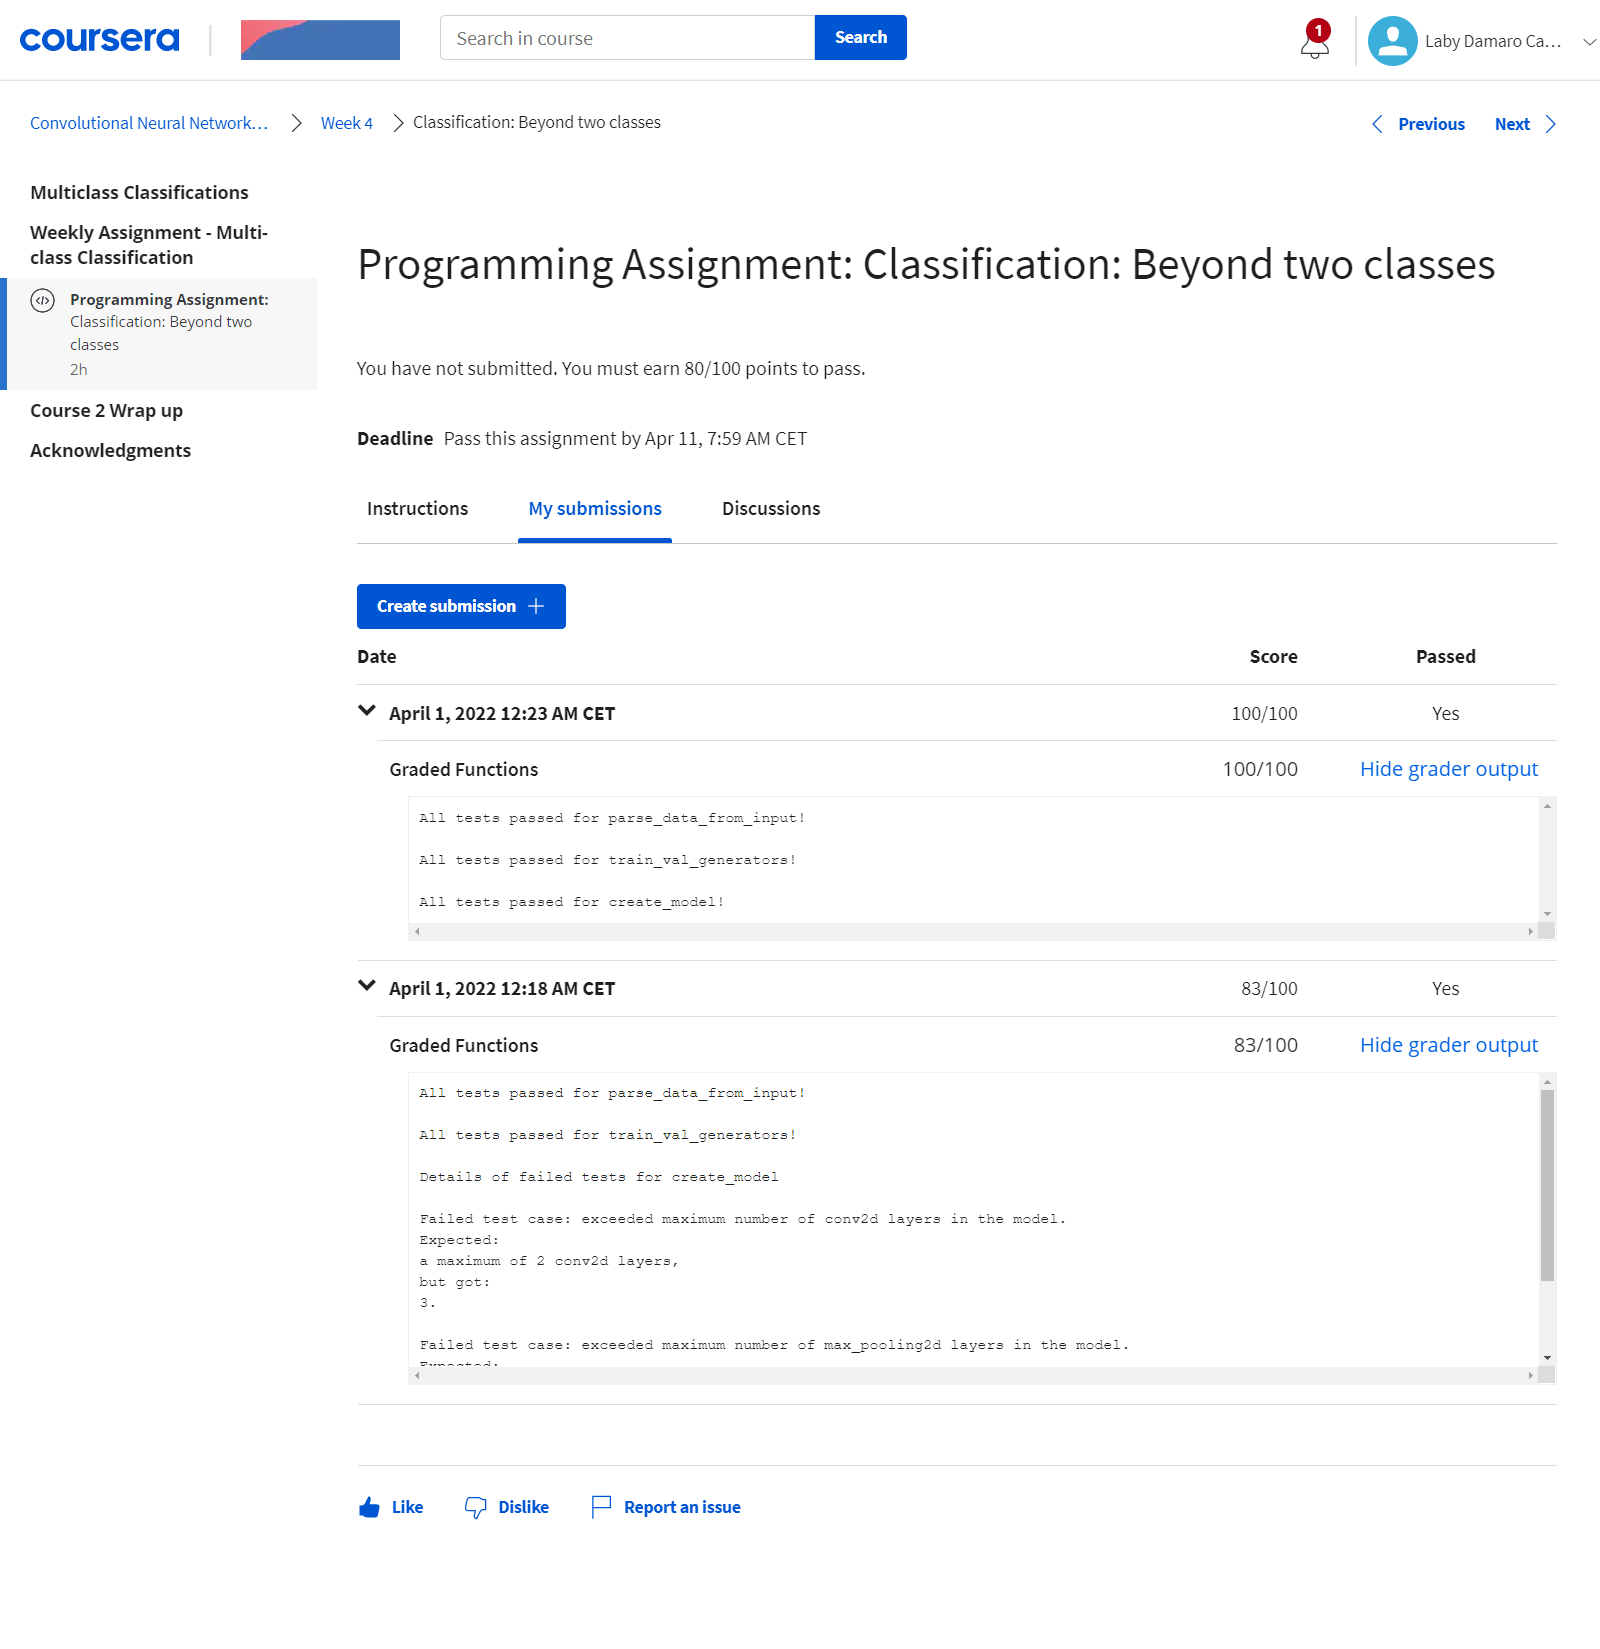 coursera
Search in course
Search
1
Laby Damaro Ca...
Convolutional Neural Network...
Week 4
Classification: Beyond two classes
Previous
Next
Multiclass Classifications
Weekly Assignment - Multi-
class Classification
Programming Assignment:
Classification: Beyond two
classes
2h
Course 2 Wrap up
Acknowledgments
Programming Assignment: Classification: Beyond two classes
You have not submitted. You must earn 80/100 points to pass.
Deadline Pass this assignment by Apr 11, 7:59 AM CET
Instructions
My submissions
Discussions
Create submission
Date Score Passed
April 1, 2022 12:23 AM CET 100/100 Yes
Graded Functions 100/100 Hide grader output
All tests passed for parse_data_from_input!
All tests passed for train_val_generators!
All tests passed for create_model!
April 1, 2022 12:18 AM CET 83/100 Yes
Graded Functions 83/100 Hide grader output
All tests passed for parse_data_from_input!
All tests passed for train_val_generators!
Details of failed tests for create_model
Failed test case: exceeded maximum number of conv2d layers in the model.
Expected:
a maximum of 2 conv2d layers,
but got:
3.
Failed test case: exceeded maximum number of max_pooling2d layers in the model.
Expected:
Like
Dislike
Report an issue